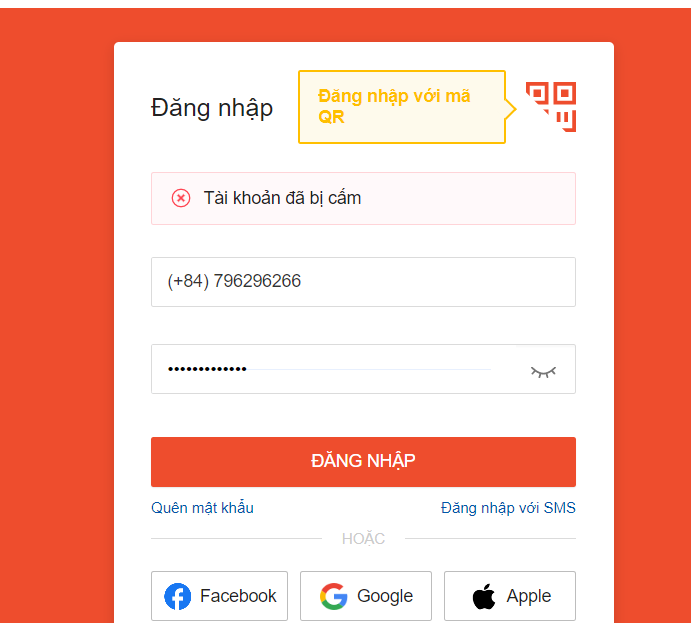 Đăng nhập
Đăng nhập với mã
QR
Tài khoản đã bị cấm
(+84) 796296266
•••••••••••••
ĐĂNG NHẬP
Quên mật khẩu
Đăng nhập với SMS
HOẶC
Facebook
Google
Apple